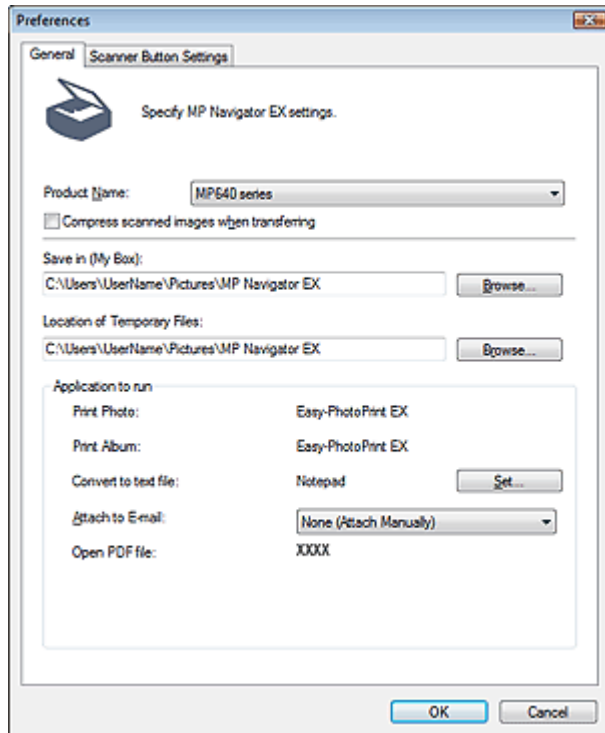 Preferences
General
Scanner Button Settings
Specify MP Navigator EX settings.
Product Name: MP640 series
Compress scanned images when transferring
Save in (My Box):
C:\Users\UserName\Pictures\MP Navigator EX Browse...
Location of Temporary Files:
C:\Users\UserName\Pictures\MP Navigator EX Browse...
Application to run
Print Photo: Easy-PhotoPrint EX
Print Album: Easy-PhotoPrint EX
Convert to text file: Notepad Set...
Attach to E-mail: None (Attach Manually)
Open PDF file: XXXX
OK Cancel